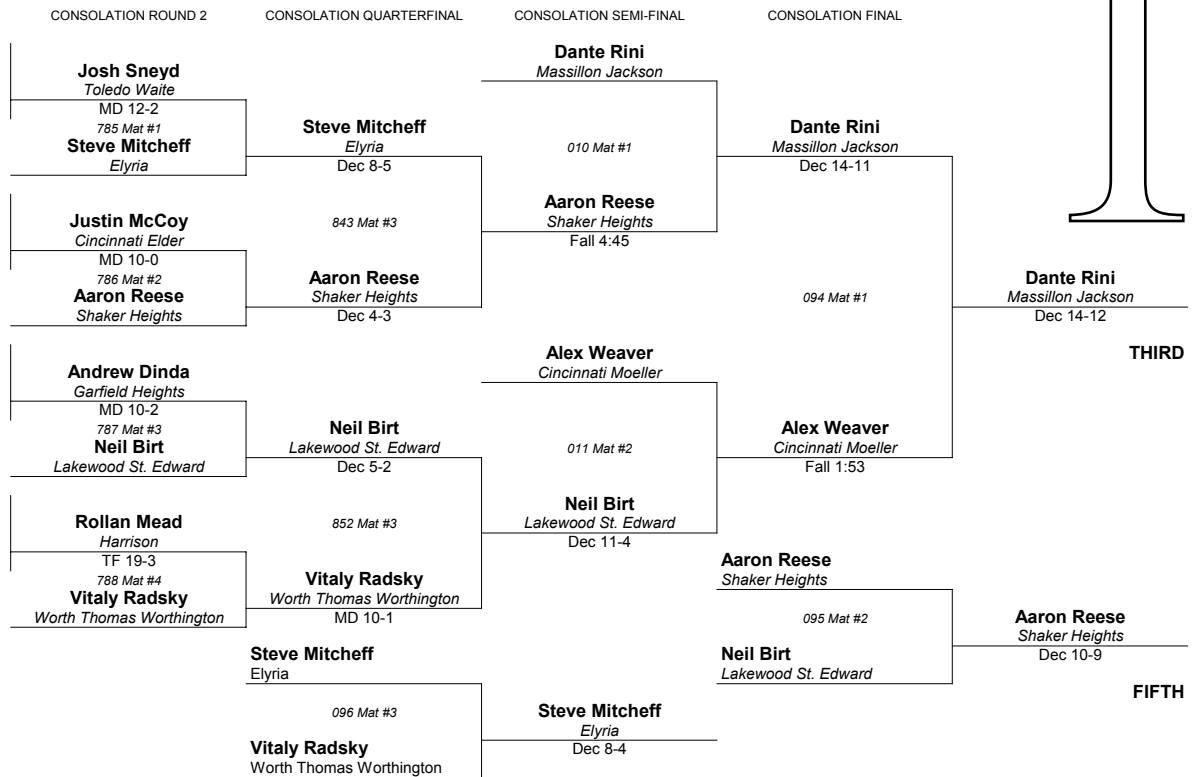 CONSOLATION ROUND 2
CONSOLATION QUARTERFINAL
CONSOLATION SEMI-FINAL
CONSOLATION FINAL
Josh Sneyd
Toledo Waite
MD 12-2
785 Mat #1
Steve Mitcheff
Elyria
Justin McCoy
Cincinnati Elder
MD 10-0
786 Mat #2
Aaron Reese
Shaker Heights
Andrew Dinda
Garfield Heights
MD 10-2
787 Mat #3
Neil Birt
Lakewood St. Edward
Rollan Mead
Harrison
TF 19-3
788 Mat #4
Vitaly Radsky
Worth Thomas Worthington
Steve Mitcheff
Elyria
Dec 8-5
843 Mat #3
Aaron Reese
Shaker Heights
Dec 4-3
Neil Birt
Lakewood St. Edward
Dec 5-2
852 Mat #3
Vitaly Radsky
Worth Thomas Worthington
MD 10-1
Steve Mitcheff
Elyria
096 Mat #3
Vitaly Radsky
Worth Thomas Worthington
Dante Rini
Massillon Jackson
010 Mat #1
Aaron Reese
Shaker Heights
Fall 4:45
Alex Weaver
Cincinnati Moeller
011 Mat #2
Neil Birt
Lakewood St. Edward
Dec 11-4
Steve Mitcheff
Elyria
Dec 8-4
Dante Rini
Massillon Jackson
Dec 14-11
094 Mat #1
Alex Weaver
Cincinnati Moeller
Fall 1:53
Aaron Reese
Shaker Heights
095 Mat #2
Neil Birt
Lakewood St. Edward
Dante Rini
Massillon Jackson
Dec 14-12
THIRD
Aaron Reese
Shaker Heights
Dec 10-9
FIFTH